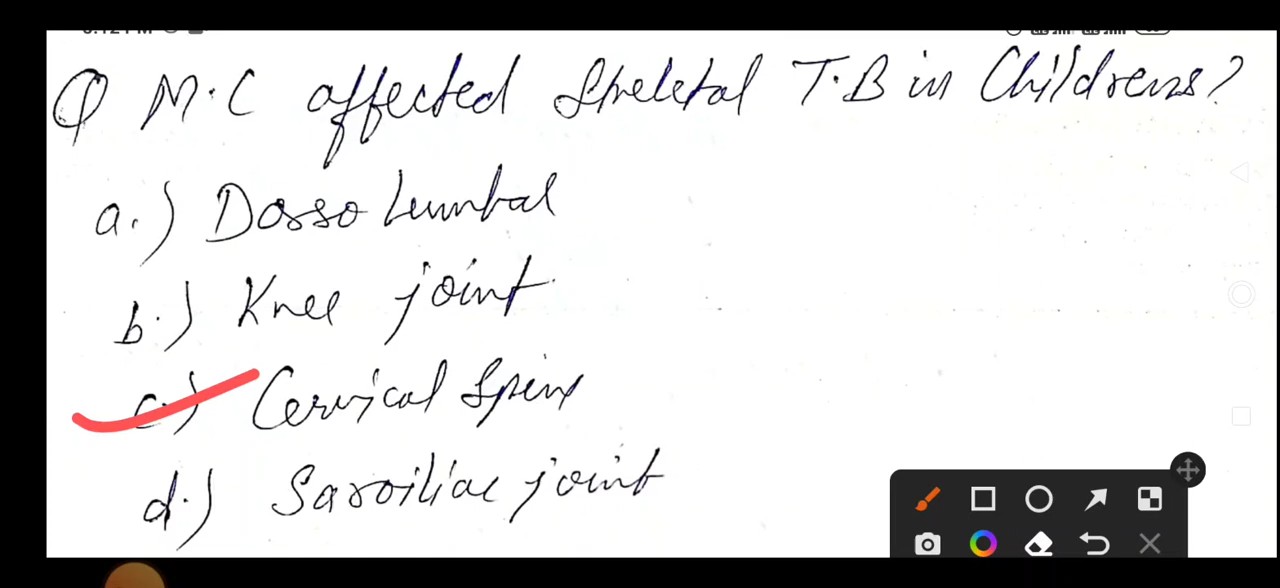 Q M.C affected Skeletal T.B in Childrens?
a.) Dorso Lumbal
b.) Knee joint
c.) Cervical Spine
d.) Sacroiliac joint